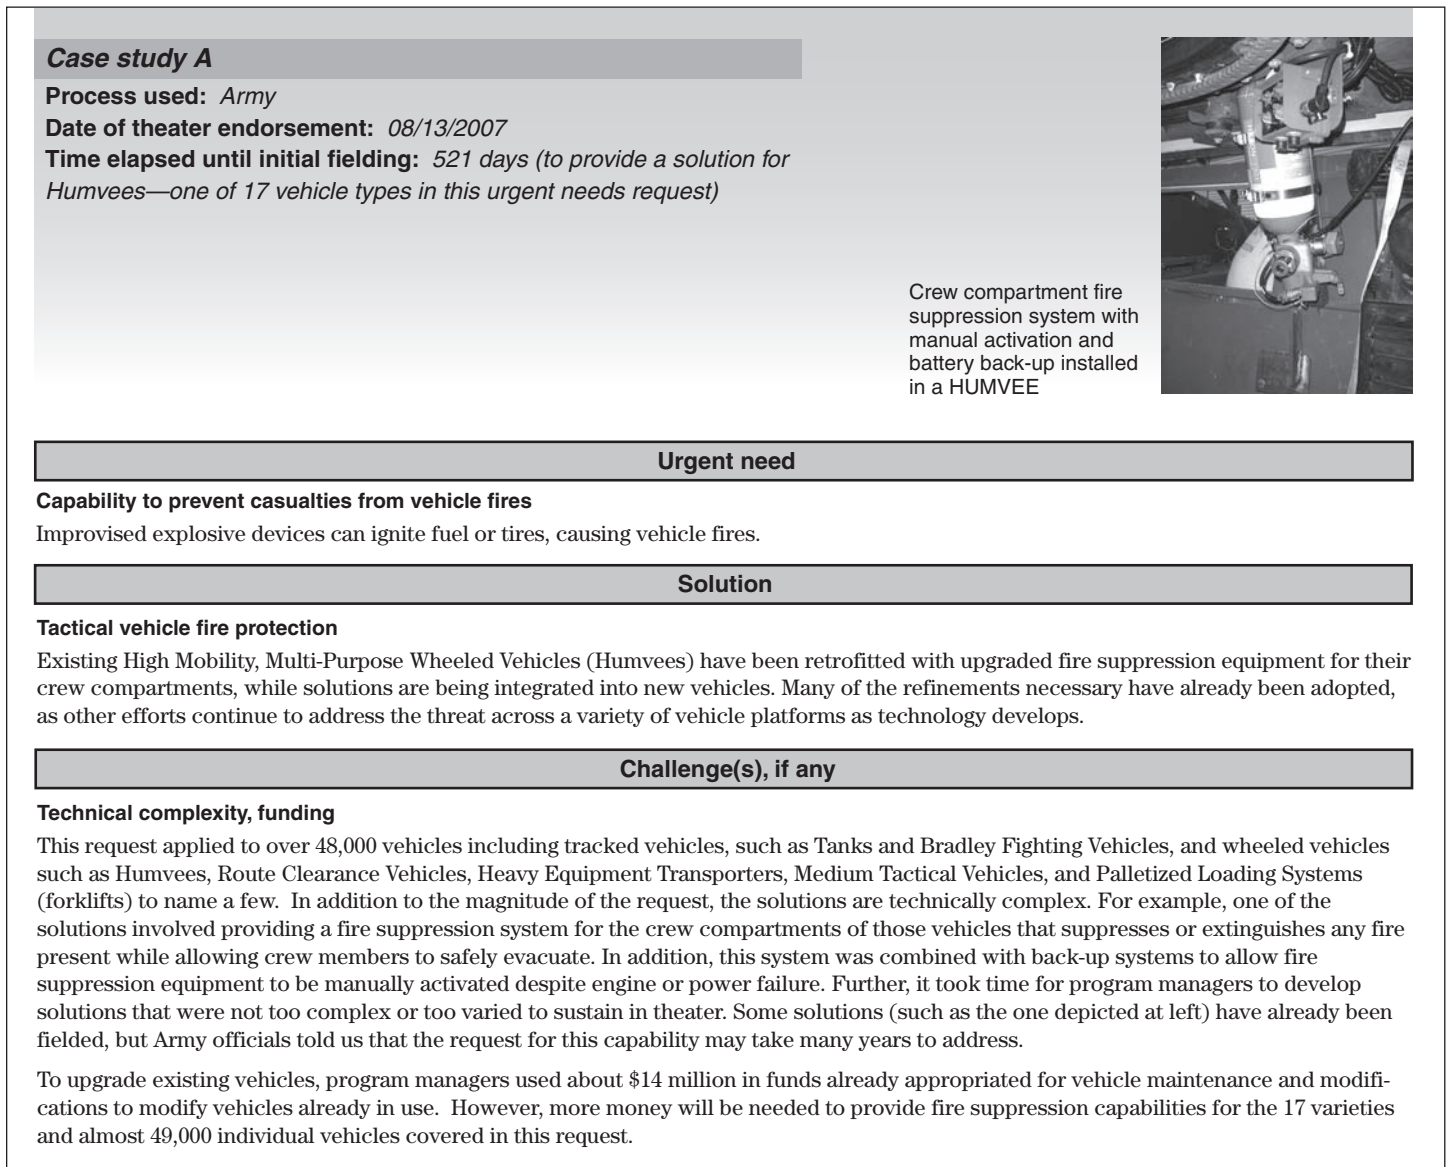 Case study A
Process used: Army
Date of theater endorsement: 08/13/2007
Time elapsed until initial fielding: 521 days (to provide a solution for
Humvees—one of 17 vehicle types in this urgent needs request)
Crew compartment fire
suppression system with
manual activation and
battery back-up installed
in a HUMVEE
Urgent need
Capability to prevent casualties from vehicle fires
Improvised explosive devices can ignite fuel or tires, causing vehicle fires.
Solution
Tactical vehicle fire protection
Existing High Mobility, Multi-Purpose Wheeled Vehicles (Humvees) have been retrofitted with upgraded fire suppression equipment for their
crew compartments, while solutions are being integrated into new vehicles. Many of the refinements necessary have already been adopted,
as other efforts continue to address the threat across a variety of vehicle platforms as technology develops.
Challenge(s), if any
Technical complexity, funding
This request applied to over 48,000 vehicles including tracked vehicles, such as Tanks and Bradley Fighting Vehicles, and wheeled vehicles
such as Humvees, Route Clearance Vehicles, Heavy Equipment Transporters, Medium Tactical Vehicles, and Palletized Loading Systems
(forklifts) to name a few. In addition to the magnitude of the request, the solutions are technically complex. For example, one of the
solutions involved providing a fire suppression system for the crew compartments of those vehicles that suppresses or extinguishes any fire
present while allowing crew members to safely evacuate. In addition, this system was combined with back-up systems to allow fire
suppression equipment to be manually activated despite engine or power failure. Further, it took time for program managers to develop
solutions that were not too complex or too varied to sustain in theater. Some solutions (such as the one depicted at left) have already been
fielded, but Army officials told us that the request for this capability may take many years to address.
To upgrade existing vehicles, program managers used about $14 million in funds already appropriated for vehicle maintenance and modifi-
cations to modify vehicles already in use. However, more money will be needed to provide fire suppression capabilities for the 17 varieties
and almost 49,000 individual vehicles covered in this request.